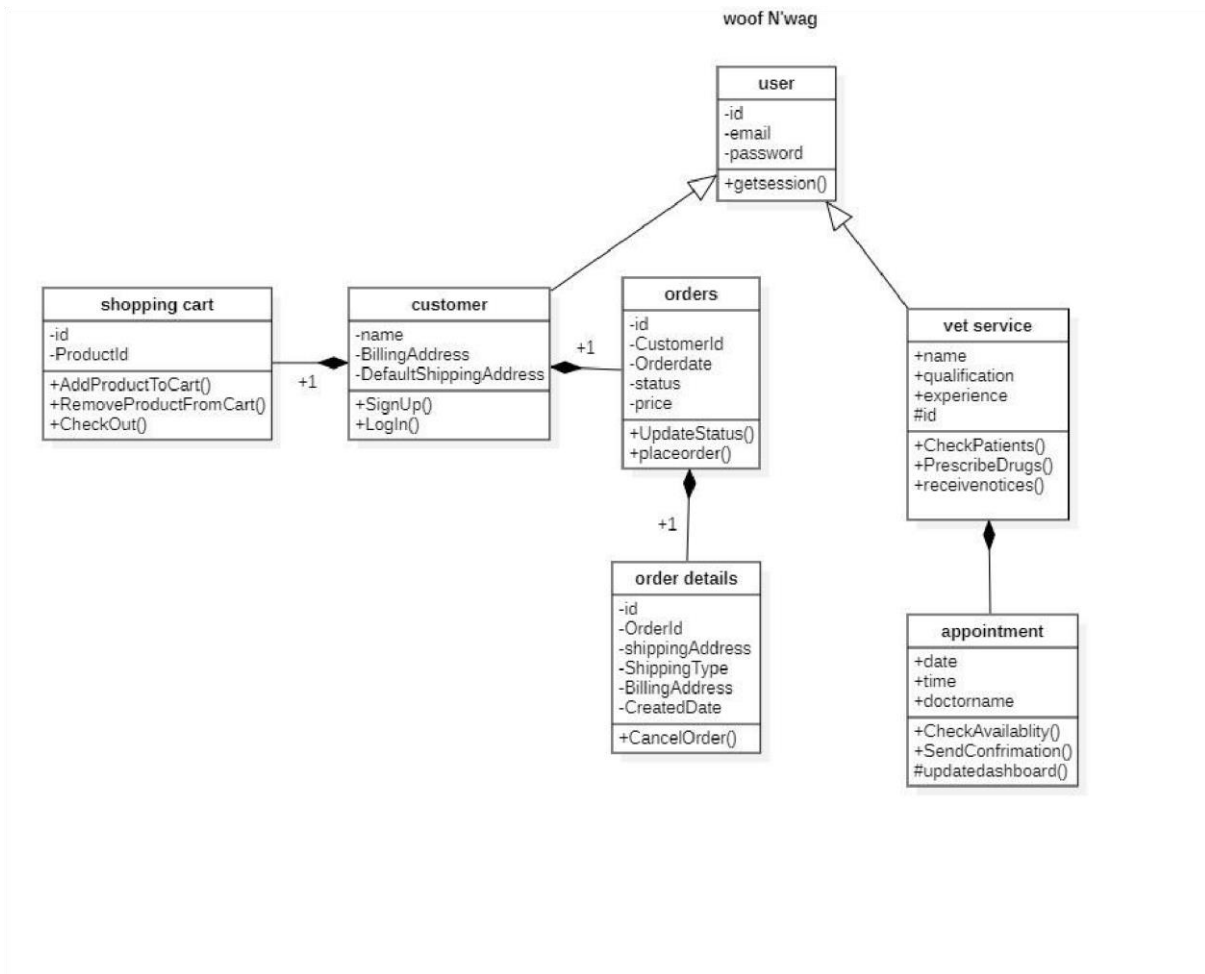 woof N'wag
user
-id
-email
-password
+getsession()
shopping cart
-id
-ProductId
+AddProductToCart()
+RemoveProductFromCart()
+CheckOut()
+1
customer
-name
-BillingAddress
-DefaultShippingAddress
+SignUp()
+LogIn()
+1
orders
-id
-CustomerId
-Orderdate
-status
-price
+UpdateStatus()
+placeorder()
+1
order details
-id
-OrderId
-shippingAddress
-ShippingType
-BillingAddress
-CreatedDate
+CancelOrder()
vet service
+name
+qualification
+experience
#id
+CheckPatients()
+PrescribeDrugs()
+receivenotices()
appointment
+date
+time
+doctorname
+CheckAvailablity()
+SendConfrimation()
#updatedashboard()